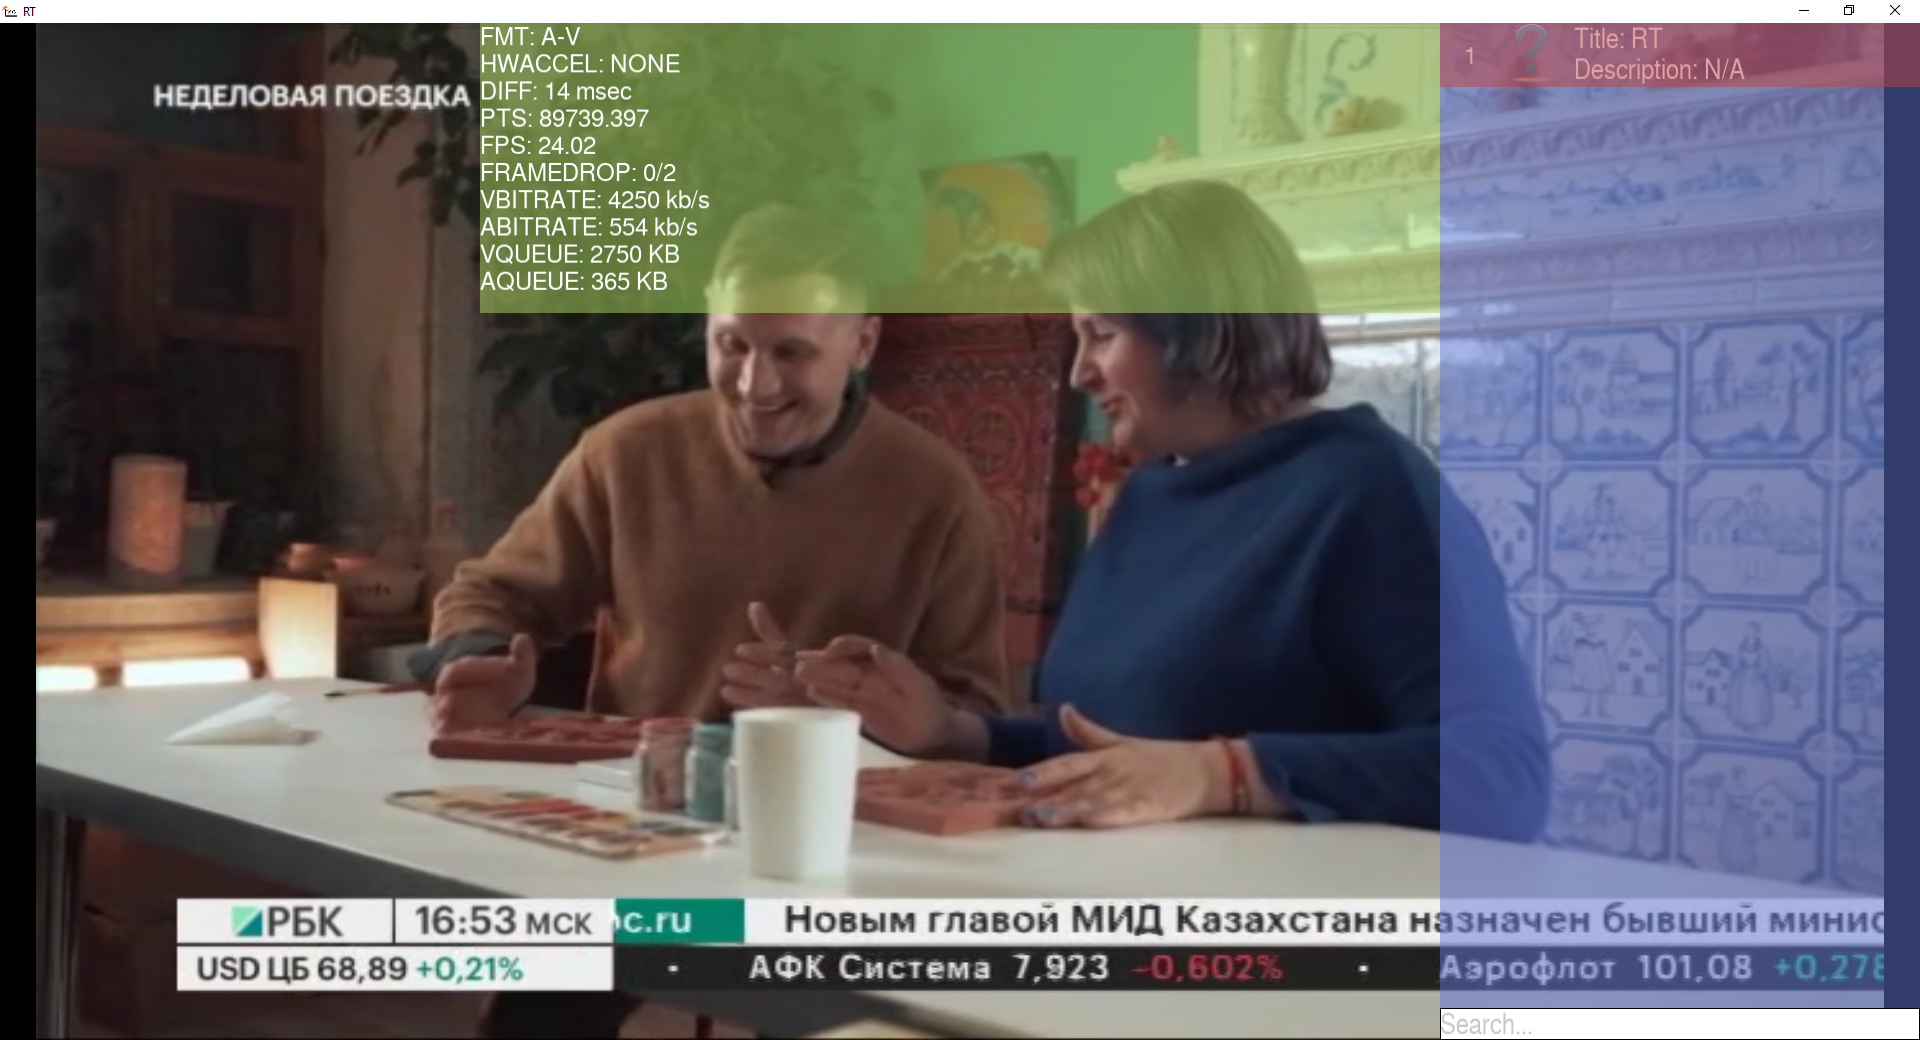 RT
FMT: A-V
HWACCEL: NONE
DIFF: 14 msec
PTS: 89739.397
FPS: 24.02
FRAMEDROP: 0/2
VBITRATE: 4250 kb/s
ABITRATE: 554 kb/s
VQUEUE: 2750 KB
AQUEUE: 365 KB
1
Title: RT
Description: N/A
НЕДЕЛОВАЯ ПОЕЗДКА
РБК 16:53 МСК
с.ru Новым главой МИД Казахстана назначен бывший
USD ЦБ 68,89 +0,21%
АФК Система 7,923 -0,602% Аэрофлот 101,08 +0,278
Search...